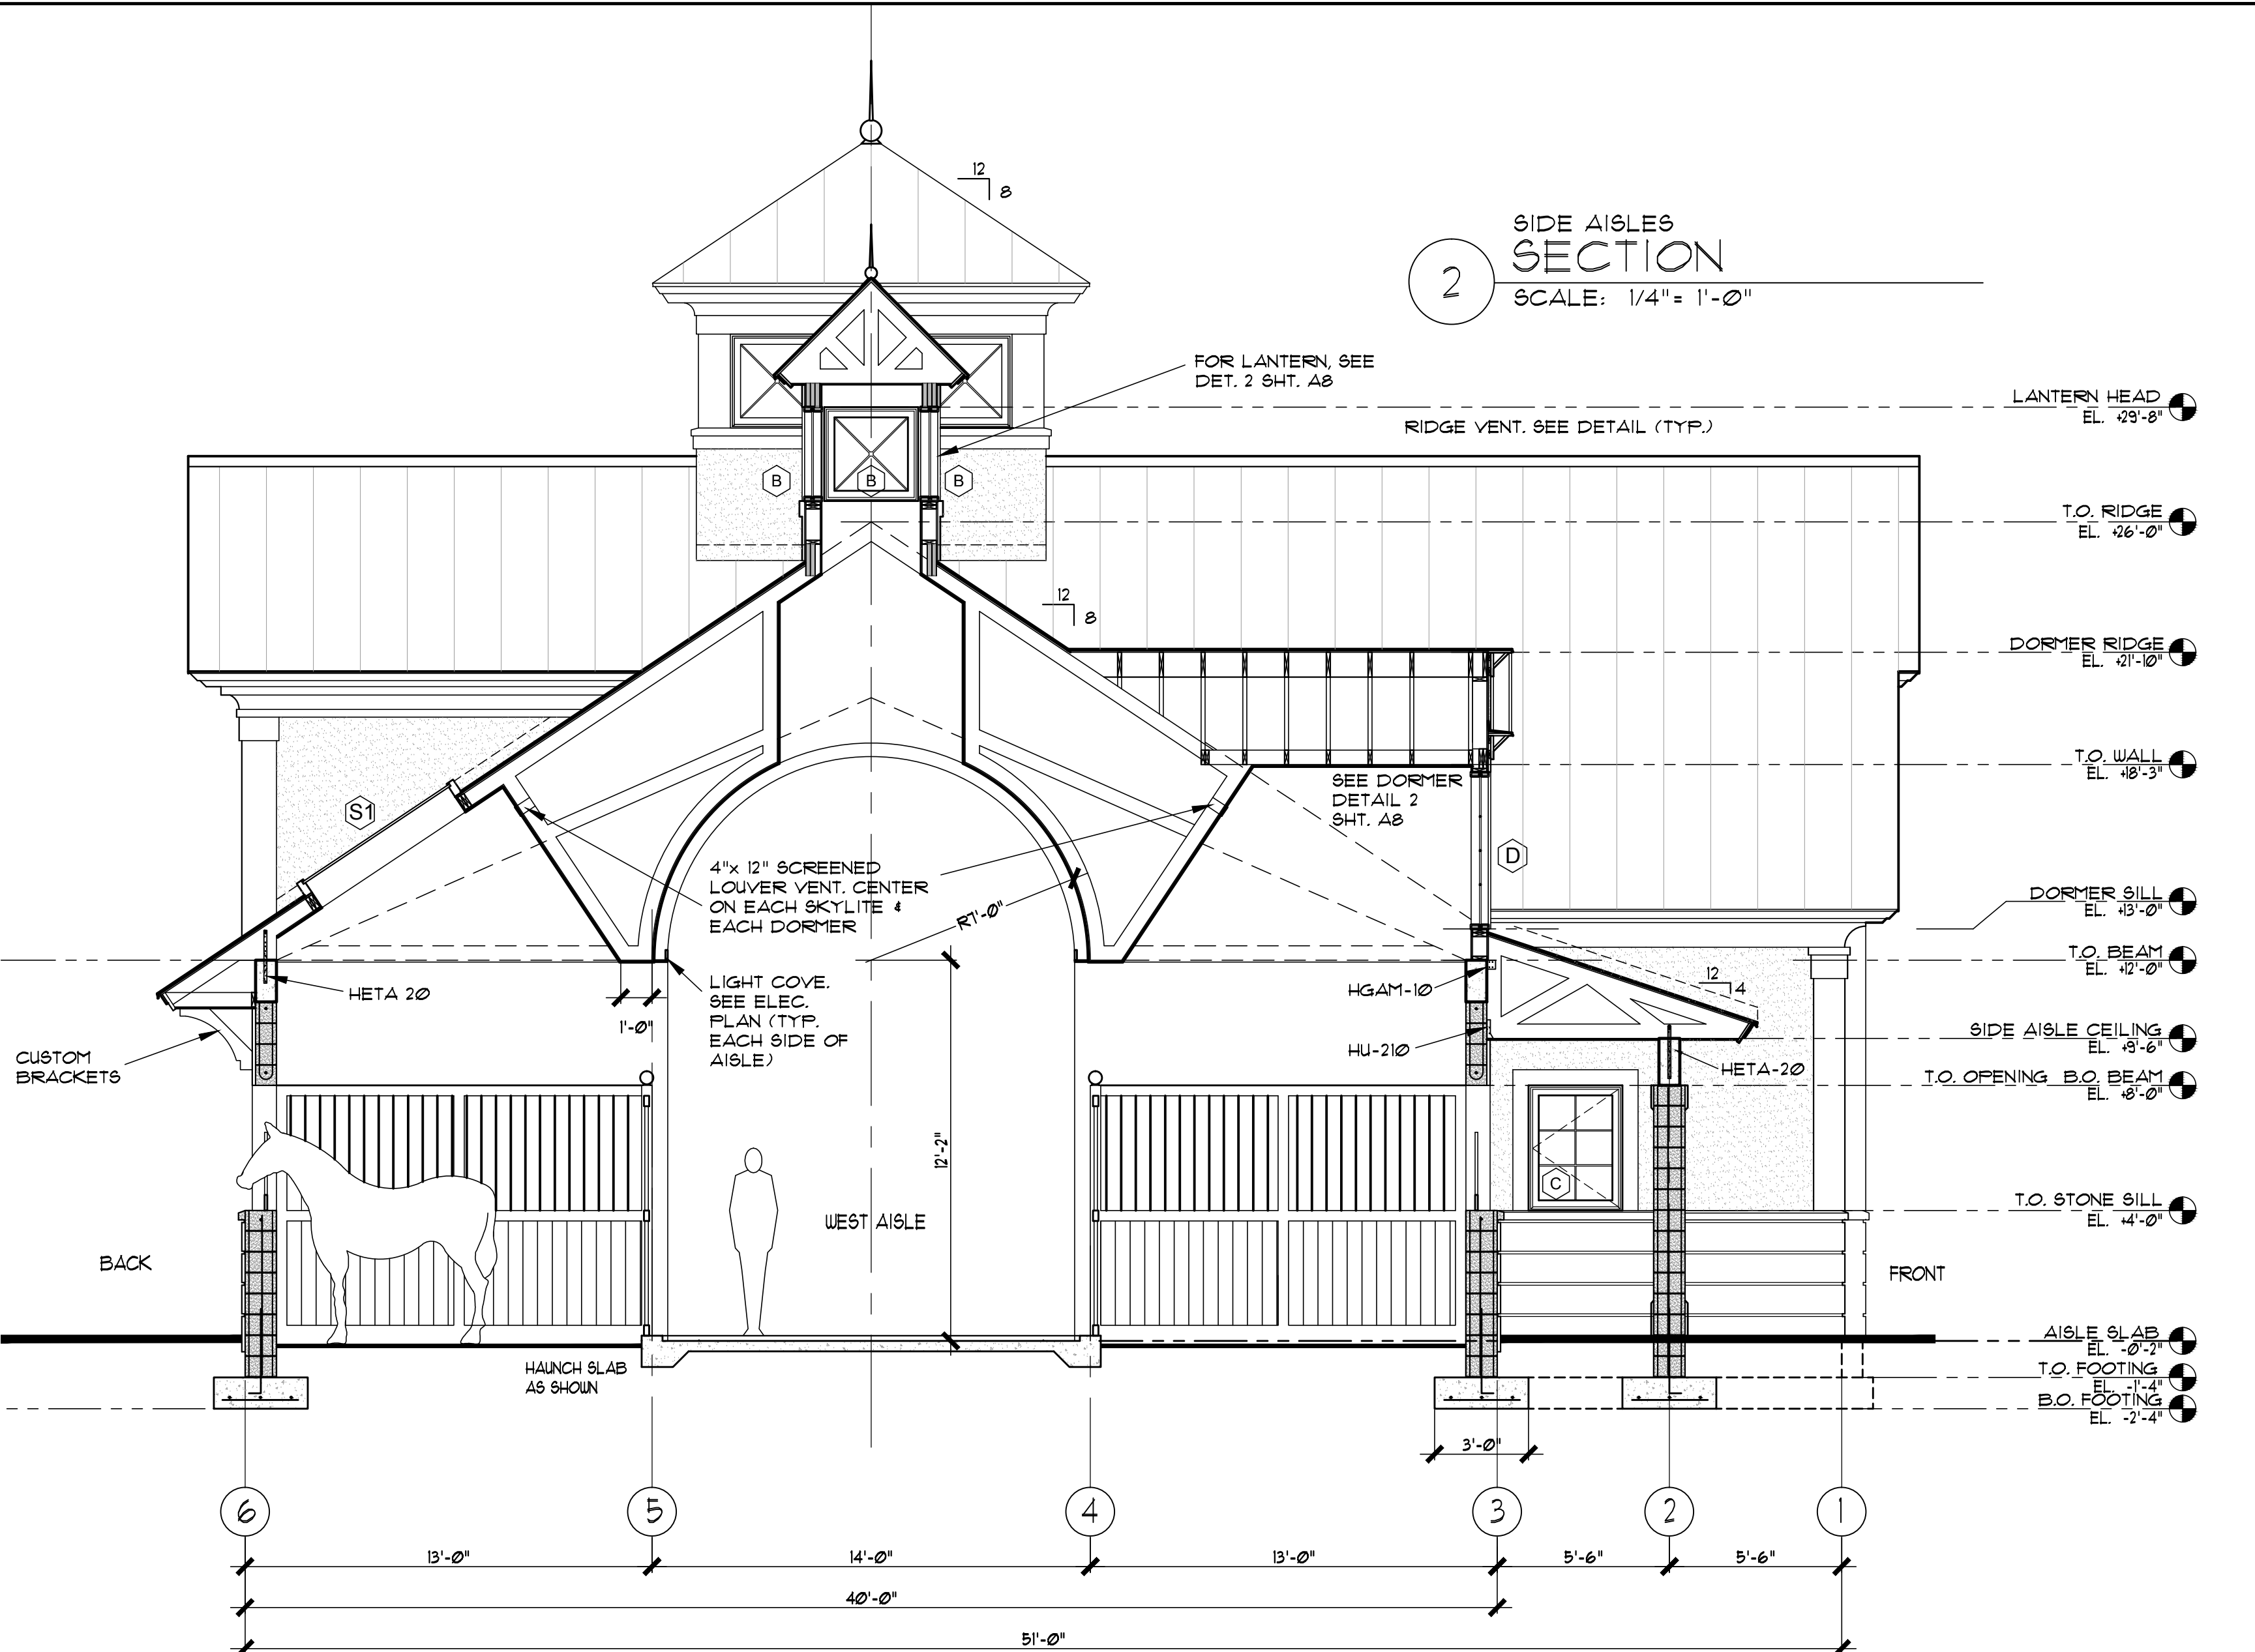 12
8
SIDE AISLES
2
SECTION
SCALE: 1/4"= 1'-0"
FOR LANTERN, SEE
DET. 2 SHT. A8
LANTERN HEAD
EL. +29'-8"
RIDGE VENT. SEE DETAIL (TYP.)
B
B
B
T.O. RIDGE
EL. +26'-0"
12
8
DORMER RIDGE
EL. +21'-10"
T.O. WALL
EL. +18'-3"
SEE DORMER
DETAIL 2
SHT. A8
S1
D
4"x 12" SCREENED
LOUVER VENT. CENTER
ON EACH SKYLITE &
EACH DORMER
R7'-0"
DORMER SILL
EL. +13'-0"
T.O. BEAM
EL. +12'-0"
12
4
HETA 20
LIGHT COVE.
SEE ELEC.
PLAN (TYP.
EACH SIDE OF
AISLE)
1'-0"
HGAM-10
HU-210
SIDE AISLE CEILING
EL. +9'-6"
CUSTOM
BRACKETS
HETA-20
T.O. OPENING B.O. BEAM
EL. +8'-0"
12'-2"
C
WEST AISLE
T.O. STONE SILL
EL. +4'-0"
BACK
FRONT
AISLE SLAB
EL. -0'-2"
HAUNCH SLAB
AS SHOWN
T.O. FOOTING
EL. -1'-4"
B.O. FOOTING
EL. -2'-4"
3'-0"
6
5
4
3
2
1
13'-0"
14'-0"
13'-0"
5'-6"
5'-6"
40'-0"
51'-0"